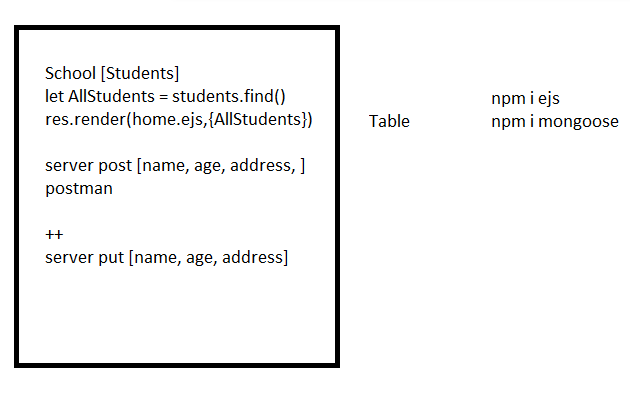 School [Students]
let AllStudents = students.find()
res.render(home.ejs,{AllStudents})
server post [name, age, address, ]
postman
++
server put [name, age, address]
Table
npm i ejs
npm i mongoose